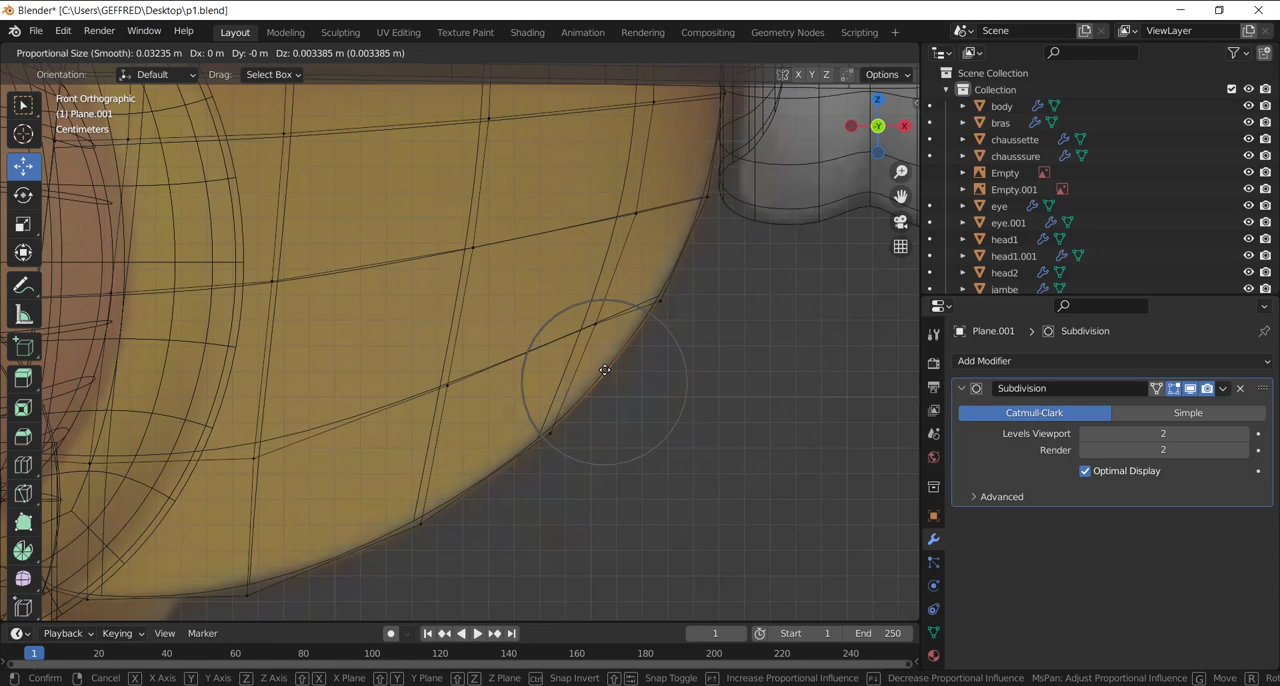 Blender* [C:\Users\GEFFRED\Desktop\p1.blend]
File Edit Render Window Help Layout Modeling Sculpting UV Editing Texture Paint Shading Animation Rendering Compositing Geometry Nodes Scripting + Scene ViewLayer
Proportional Size (Smooth): 0.03235 m Dx: 0 m Dy: -0 m Dz: 0.003385 m (0.003385 m)
Orientation: Default Drag: Select Box X Y Z Options
Front Orthographic
(1) Plane.001
Centimeters
Z
-Y
X
Scene Collection
Collection
body
bras
chaussette
chausssure
Empty
Empty.001
eye
eye.001
head1
head1.001
head2
jambe
Plane.001 > Subdivision
Add Modifier
Subdivision
Catmull-Clark Simple
Levels Viewport 2
Render 2
Optimal Display
Advanced
Playback Keying View Marker 1 Start 1 End 250
1 20 40 60 80 100 120 140 160 180 200 220 240
Confirm Cancel X X Axis Y Y Axis Z Z Axis X X Plane Y Y Plane Z Z Plane Ctrl Snap Invert Snap Toggle P↑ Increase Proportional Influence P↓ Decrease Proportional Influence MsPan: Adjust Proportional Influence G Move R Ro